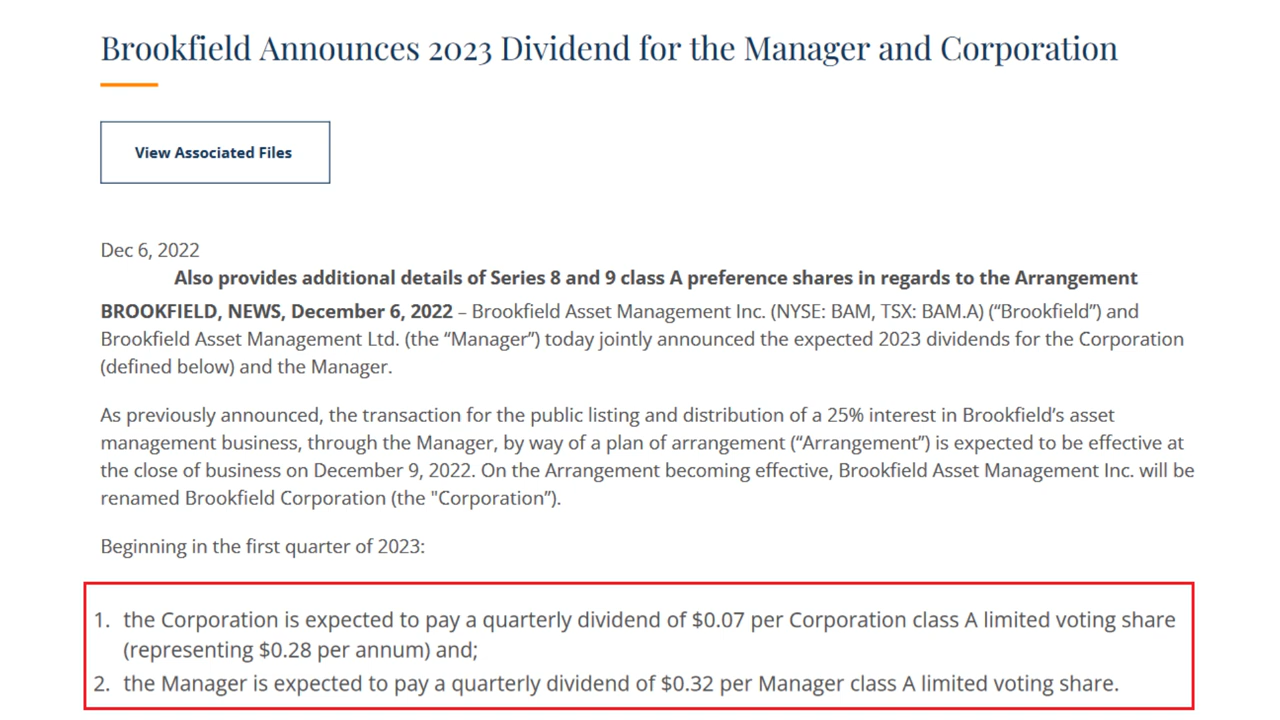 Brookfield Announces 2023 Dividend for the Manager and Corporation
View Associated Files
Dec 6, 2022
Also provides additional details of Series 8 and 9 class A preference shares in regards to the Arrangement
BROOKFIELD, NEWS, December 6, 2022 – Brookfield Asset Management Inc. (NYSE: BAM, TSX: BAM.A) (“Brookfield”) and
Brookfield Asset Management Ltd. (the “Manager”) today jointly announced the expected 2023 dividends for the Corporation
(defined below) and the Manager.
As previously announced, the transaction for the public listing and distribution of a 25% interest in Brookfield’s asset
management business, through the Manager, by way of a plan of arrangement (“Arrangement”) is expected to be effective at
the close of business on December 9, 2022. On the Arrangement becoming effective, Brookfield Asset Management Inc. will be
renamed Brookfield Corporation (the "Corporation”).
Beginning in the first quarter of 2023:
1. the Corporation is expected to pay a quarterly dividend of $0.07 per Corporation class A limited voting share
(representing $0.28 per annum) and;
2. the Manager is expected to pay a quarterly dividend of $0.32 per Manager class A limited voting share.